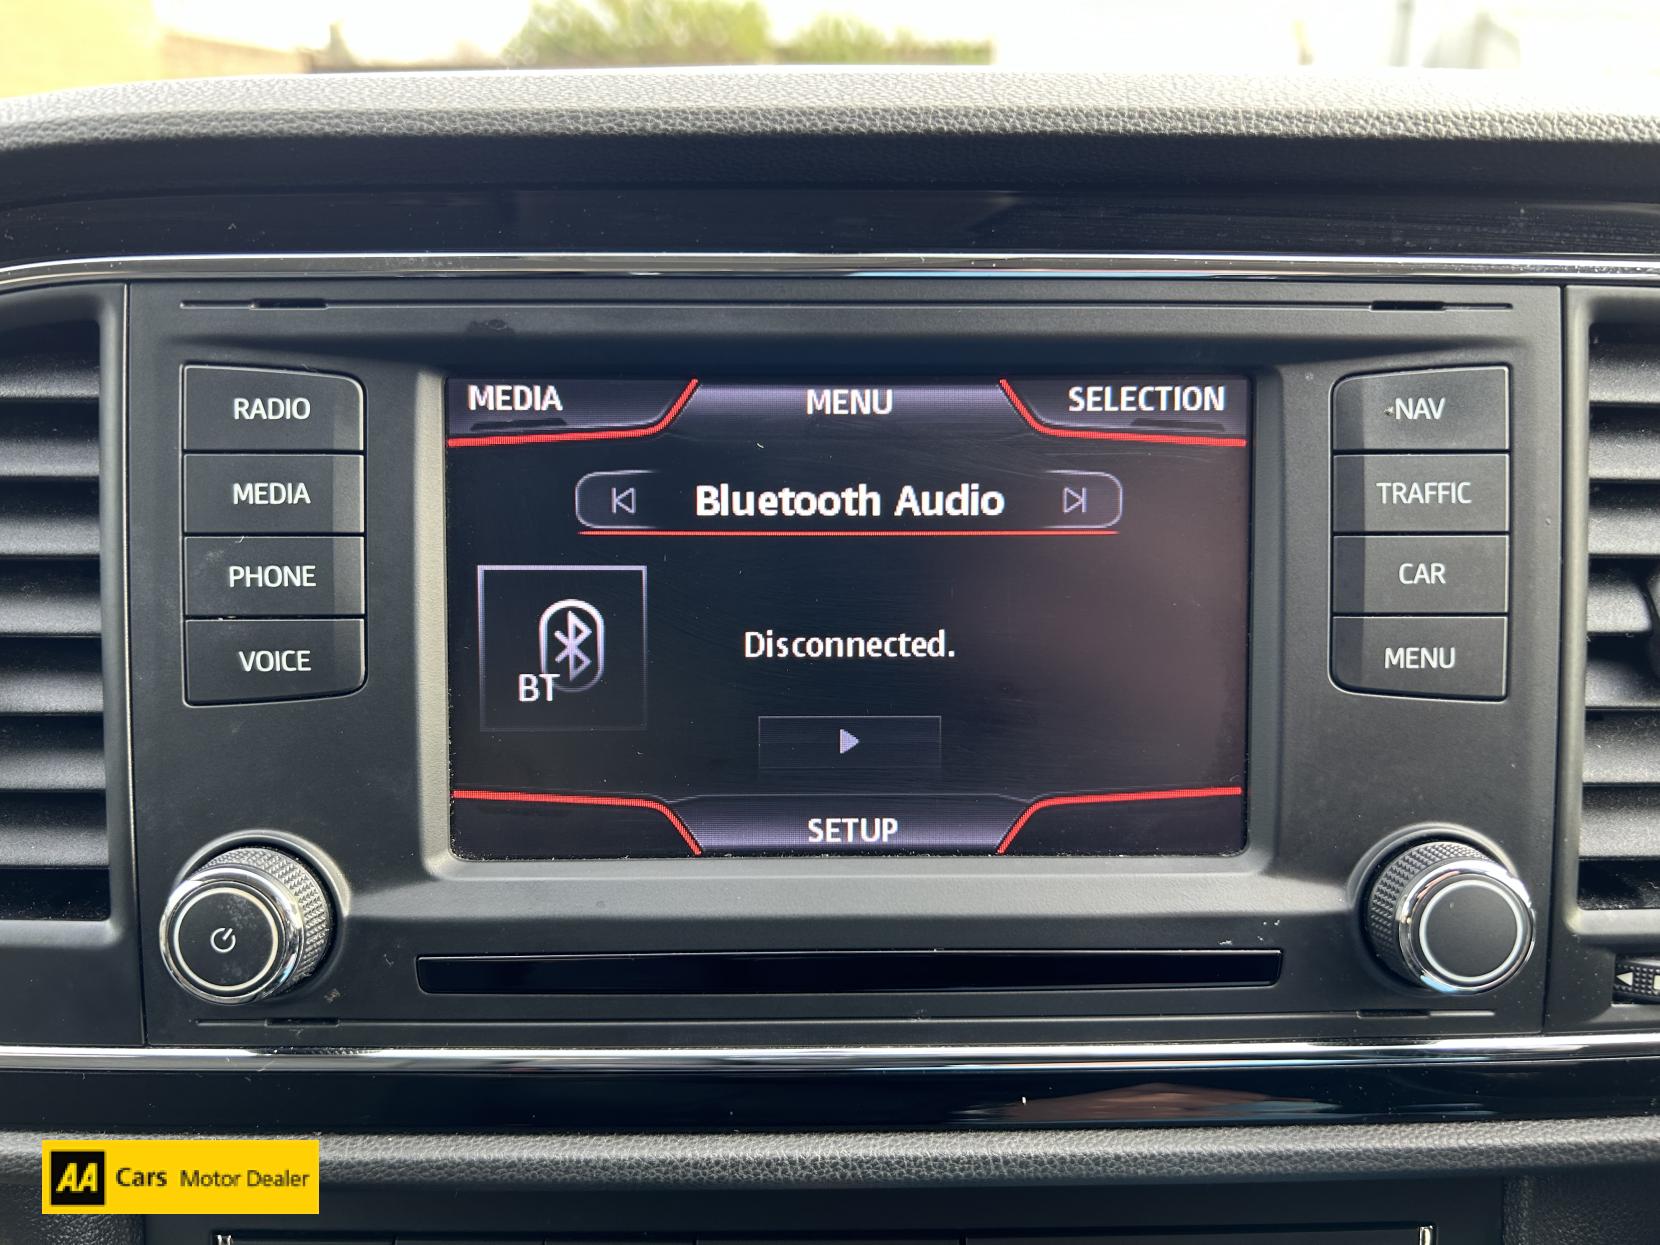 MEDIA MENU SELECTION
RADIO
MEDIA
PHONE
VOICE
Bluetooth Audio
BT
Disconnected.
SETUP
NAV
TRAFFIC
CAR
MENU
AA Cars Motor Dealer